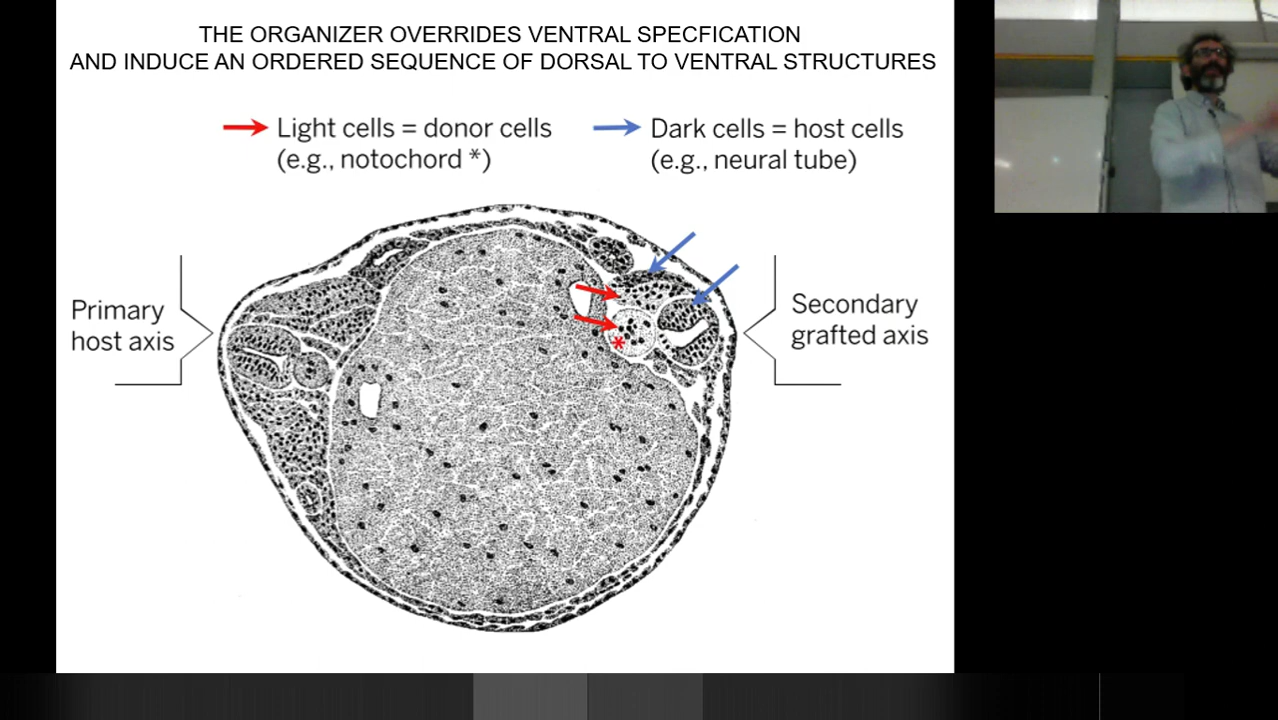 THE ORGANIZER OVERRIDES VENTRAL SPECFICATION
AND INDUCE AN ORDERED SEQUENCE OF DORSAL TO VENTRAL STRUCTURES
Light cells = donor cells
(e.g., notochord *)
Dark cells = host cells
(e.g., neural tube)
Primary
host axis
Secondary
grafted axis
*